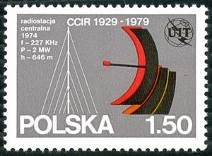 radiostacja
centralna
1974
f – 227 KHz
P – 2 MW
h – 646 m
CCIR 1929 - 1979
UIT
POLSKA
1.50